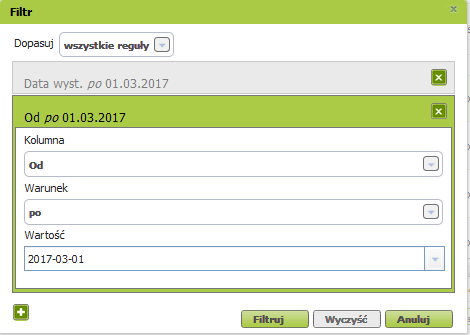 Filtr
Dopasuj wszystkie reguły
Data wyst. po 01.03.2017
Od po 01.03.2017
Kolumna
Od
Warunek
po
Wartość
2017-03-01
Filtruj Wyczyść Anuluj